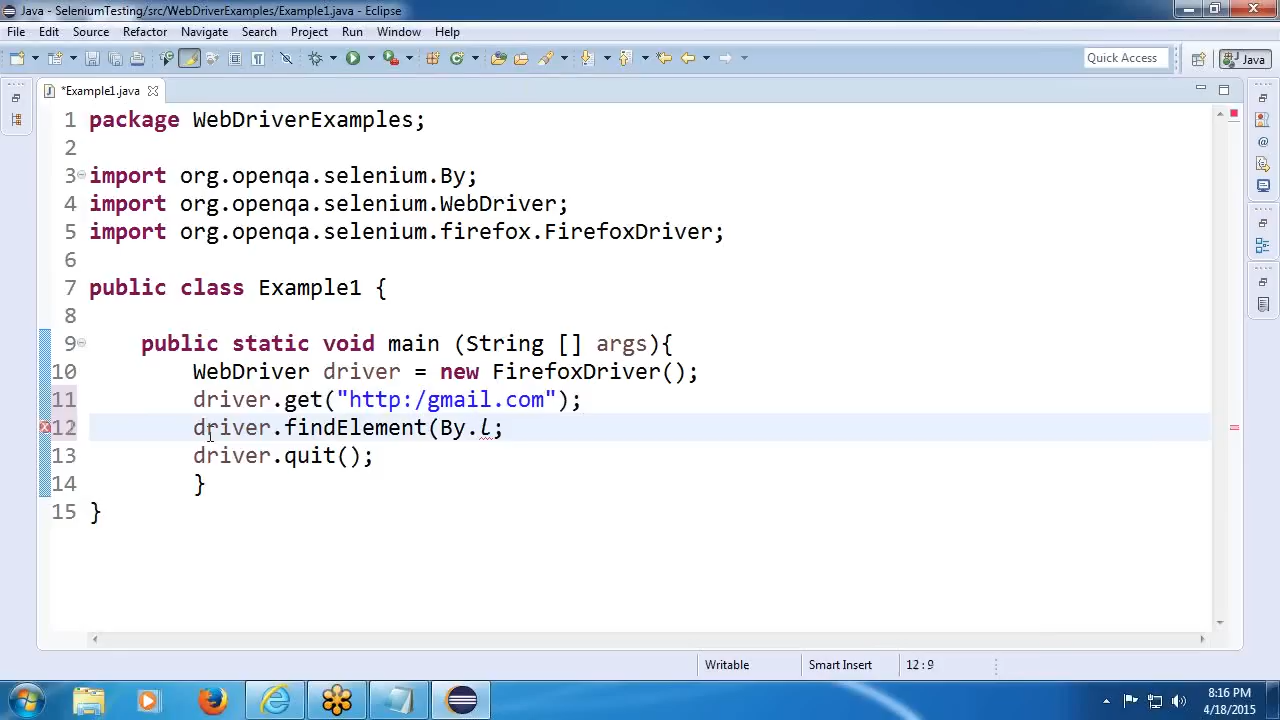 Java - SeleniumTesting/src/WebDriverExamples/Example1.java - Eclipse
File Edit Source Refactor Navigate Search Project Run Window Help
Quick Access Java
*Example1.java
1 package WebDriverExamples;
2
3 import org.openqa.selenium.By;
4 import org.openqa.selenium.WebDriver;
5 import org.openqa.selenium.firefox.FirefoxDriver;
6
7 public class Example1 {
8
9 public static void main (String [] args){
10 WebDriver driver = new FirefoxDriver();
11 driver.get("http:/gmail.com");
12 driver.findElement(By.l;
13 driver.quit();
14 }
15 }
Writable Smart Insert 12 : 9
8:16 PM
4/18/2015